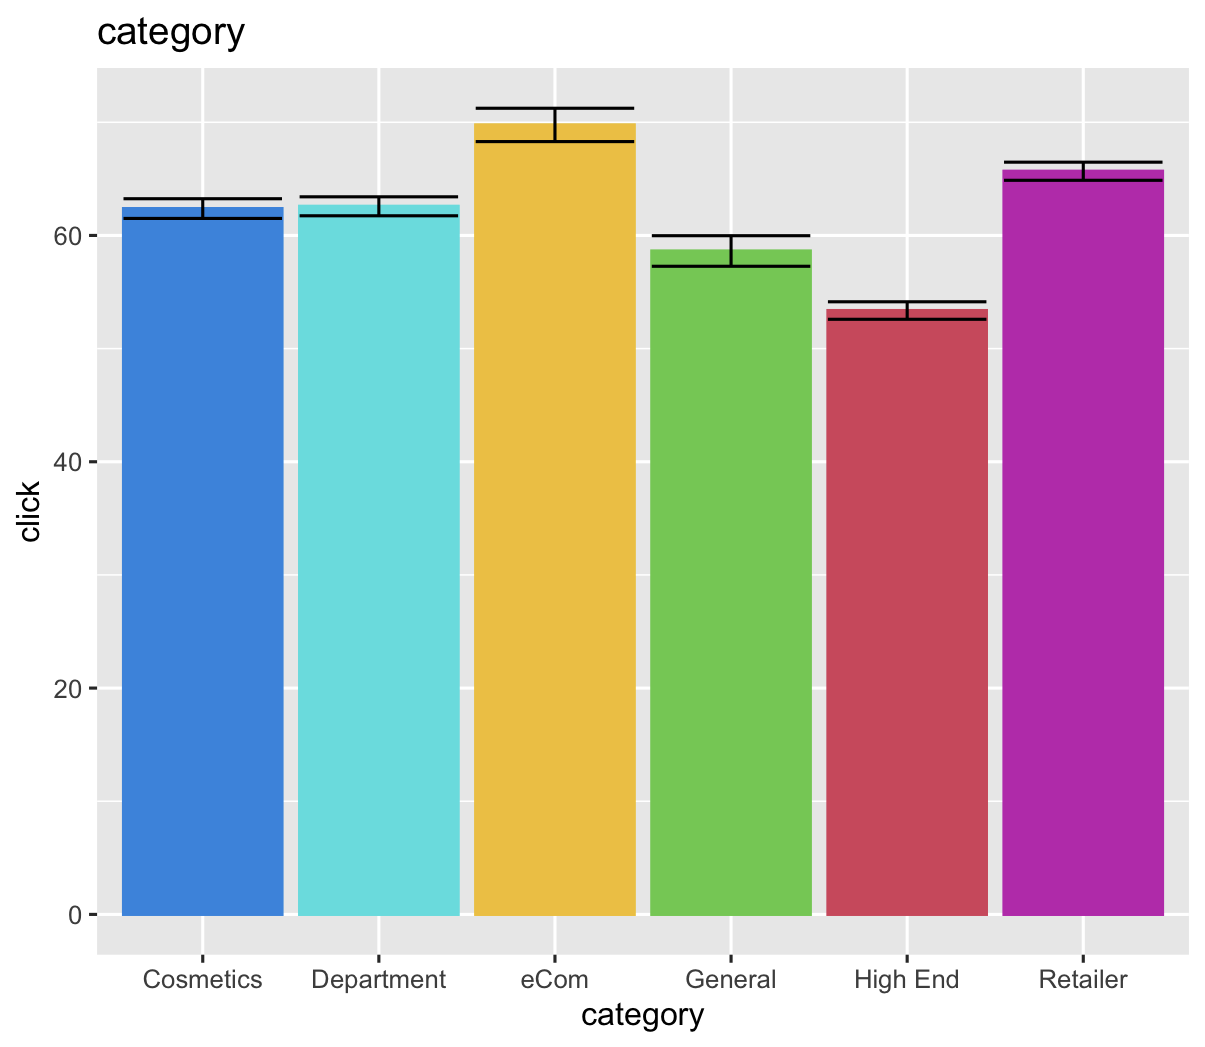 category
60
40
20
0
click
Cosmetics Department eCom General High End Retailer
category